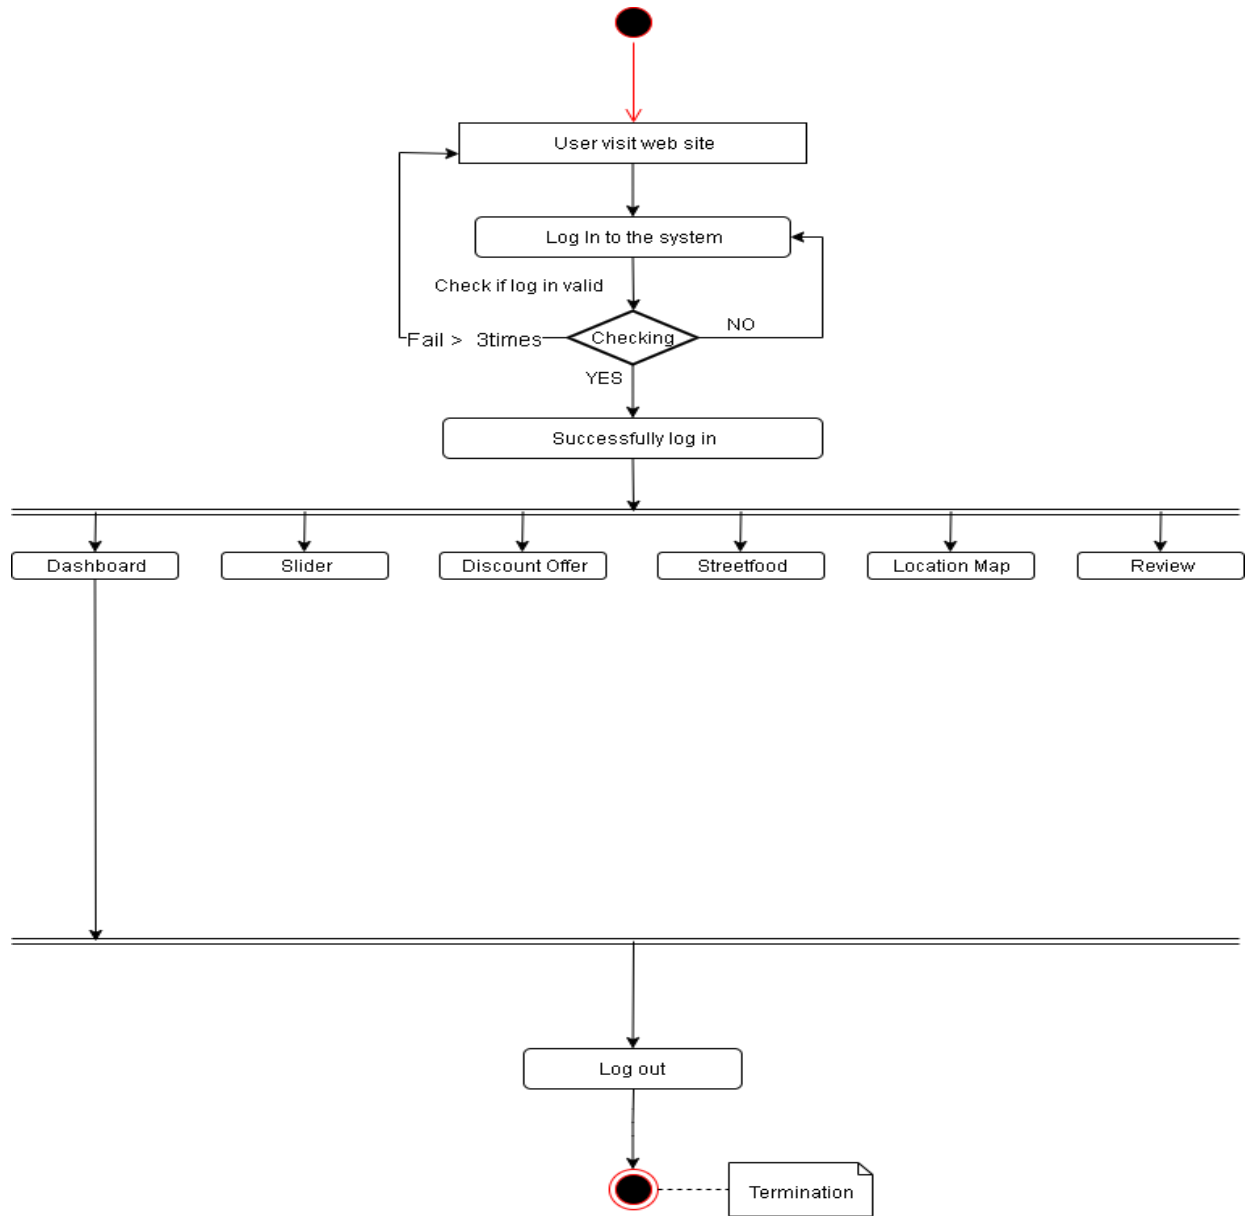 User visit web site
Log In to the system
Check if log in valid
NO
Fail > 3times
Checking
YES
Successfully log in
Dashboard
Slider
Discount Offer
Streetfood
Location Map
Review
Log out
Termination